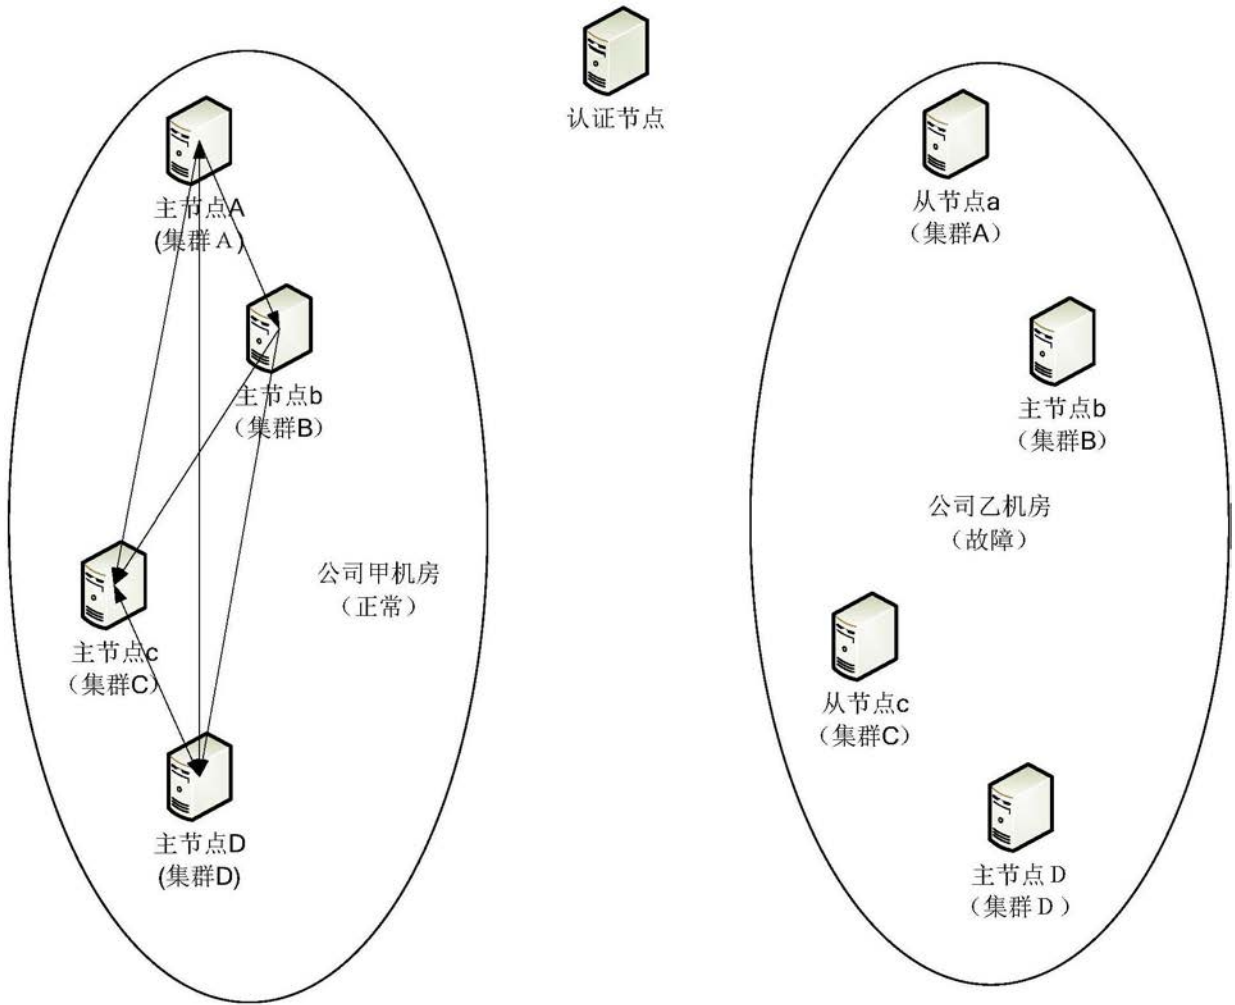 认证节点
主节点A
(集群A)
主节点b
（集群B）
公司甲机房
（正常）
主节点c
（集群C）
主节点D
(集群D)
从节点a
（集群A）
主节点b
（集群B）
公司乙机房
（故障）
从节点c
（集群C）
主节点D
（集群D）